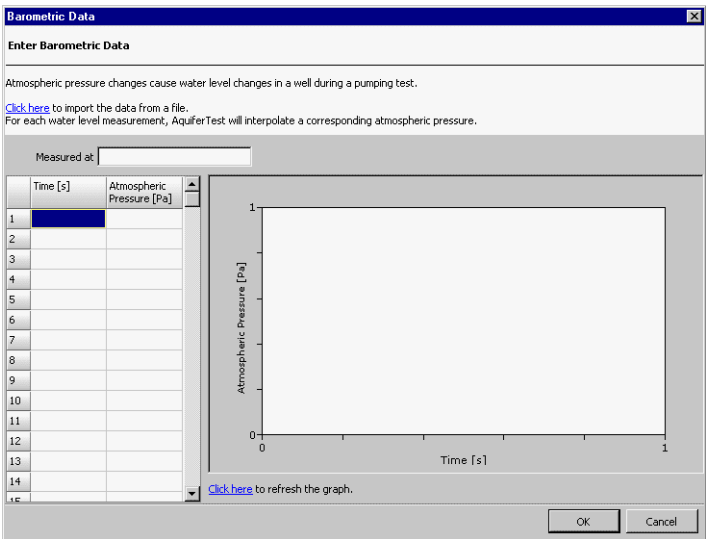 Barometric Data
Enter Barometric Data
Atmospheric pressure changes cause water level changes in a well during a pumping test.
Click here to import the data from a file.
For each water level measurement, AquiferTest will interpolate a corresponding atmospheric pressure.
Measured at
Time [s]
Atmospheric
Pressure [Pa]
1
2
3
4
5
6
7
8
9
10
11
12
13
14
15
1
Atmospheric Pressure [Pa]
0
0
1
Time [s]
Click here to refresh the graph.
OK
Cancel